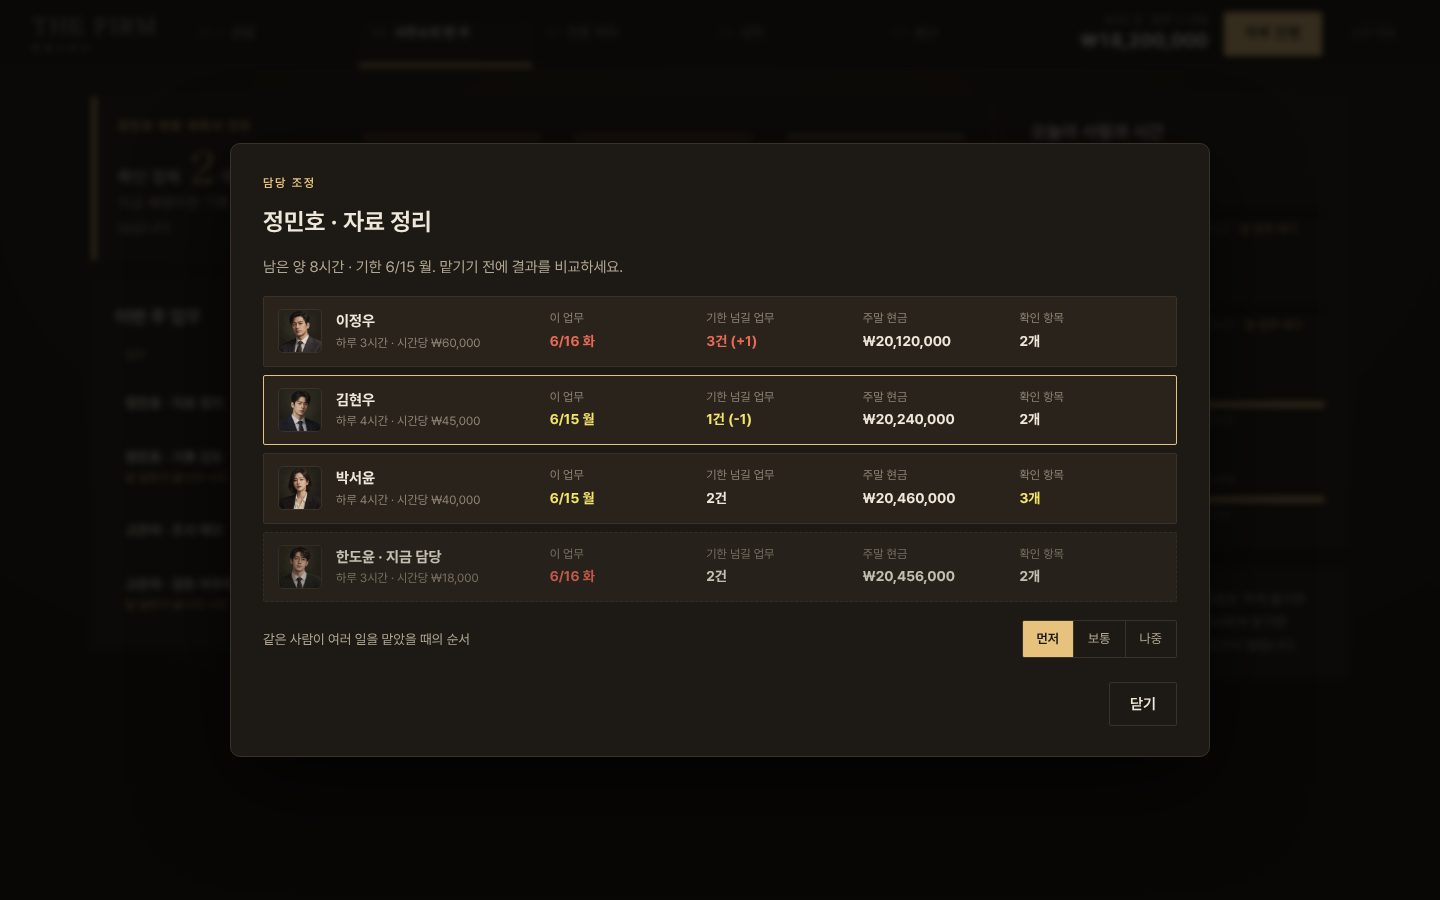 THE FIRM
₩18,200,000
담당 조정
정민호 · 자료 정리
남은 양 8시간 · 기한 6/15 월. 맡기기 전에 결과를 비교하세요.
이정우
하루 3시간 · 시간당 ₩60,000
이 업무
6/16 화
기한 넘길 업무
3건 (+1)
주말 현금
₩20,120,000
확인 항목
2개
김현우
하루 4시간 · 시간당 ₩45,000
이 업무
6/15 월
기한 넘길 업무
1건 (-1)
주말 현금
₩20,240,000
확인 항목
2개
박서윤
하루 4시간 · 시간당 ₩40,000
이 업무
6/15 월
기한 넘길 업무
2건
주말 현금
₩20,460,000
확인 항목
3개
한도윤 · 지금 담당
하루 3시간 · 시간당 ₩18,000
이 업무
6/16 화
기한 넘길 업무
2건
주말 현금
₩20,456,000
확인 항목
2개
같은 사람이 여러 일을 맡았을 때의 순서
먼저
보통
나중
닫기